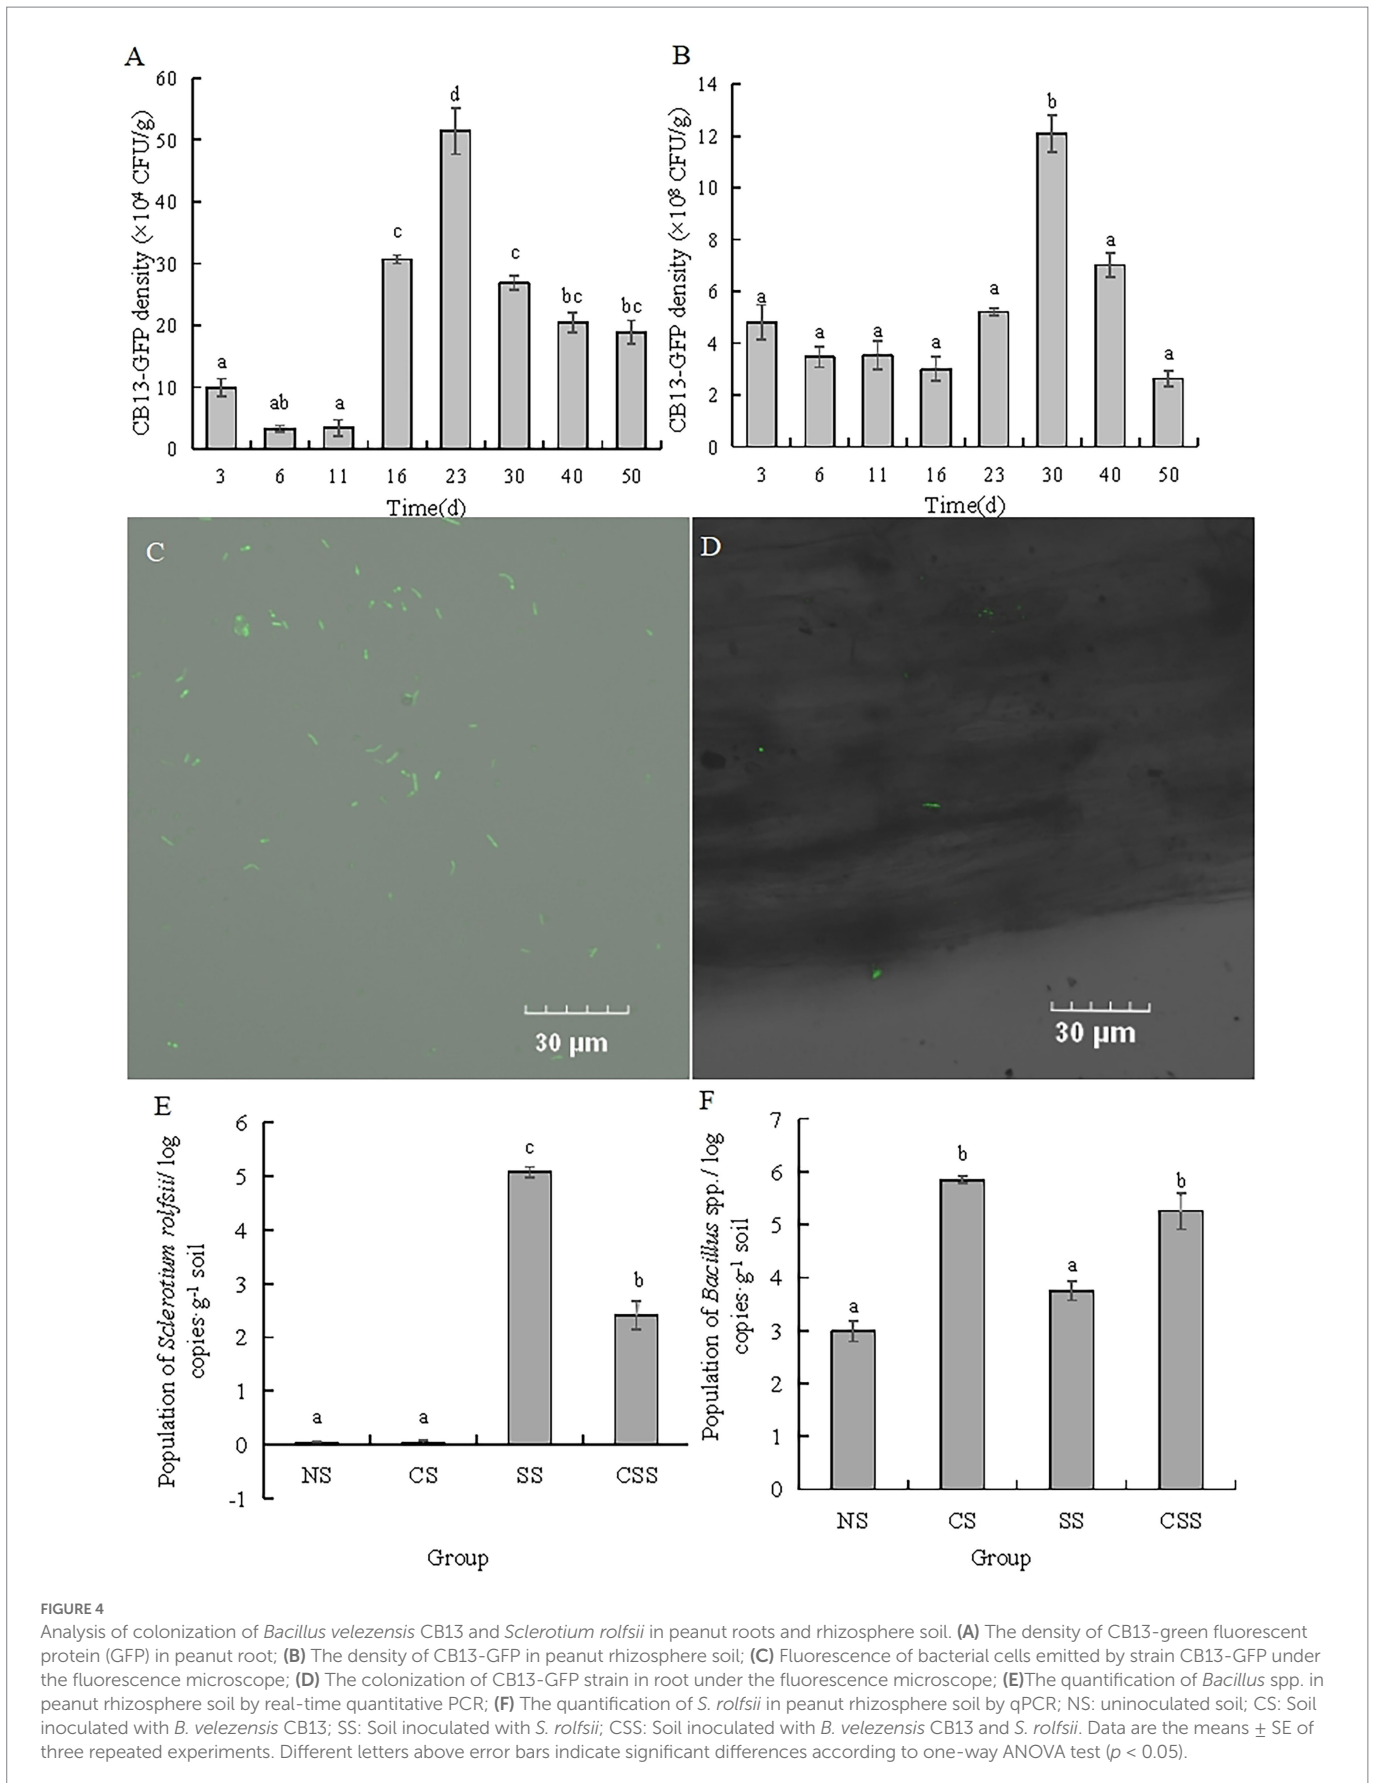 A
CB13-GFP density (×10⁴ CFU/g)
60
50
40
30
20
10
0
a
ab
a
c
d
c
bc
bc
3 6 11 16 23 30 40 50
Time(d)
B
CB13-GFP density (×10⁸ CFU/g)
14
12
10
8
6
4
2
0
a
a
a
a
a
b
a
a
3 6 11 16 23 30 40 50
Time(d)
C
30 μm
D
30 μm
E
Population of Sclerotium rolfsii/ log
copies·g⁻¹ soil
6
5
4
3
2
1
0
-1
a
a
c
b
NS CS SS CSS
Group
F
Population of Bacillus spp./ log
copies·g⁻¹ soil
7
6
5
4
3
2
1
0
a
b
a
b
NS CS SS CSS
Group
FIGURE 4
Analysis of colonization of Bacillus velezensis CB13 and Sclerotium rolfsii in peanut roots and rhizosphere soil. (A) The density of CB13-green fluorescent
protein (GFP) in peanut root; (B) The density of CB13-GFP in peanut rhizosphere soil; (C) Fluorescence of bacterial cells emitted by strain CB13-GFP under
the fluorescence microscope; (D) The colonization of CB13-GFP strain in root under the fluorescence microscope; (E)The quantification of Bacillus spp. in
peanut rhizosphere soil by real-time quantitative PCR; (F) The quantification of S. rolfsii in peanut rhizosphere soil by qPCR; NS: uninoculated soil; CS: Soil
inoculated with B. velezensis CB13; SS: Soil inoculated with S. rolfsii; CSS: Soil inoculated with B. velezensis CB13 and S. rolfsii. Data are the means ± SE of
three repeated experiments. Different letters above error bars indicate significant differences according to one-way ANOVA test (p < 0.05).